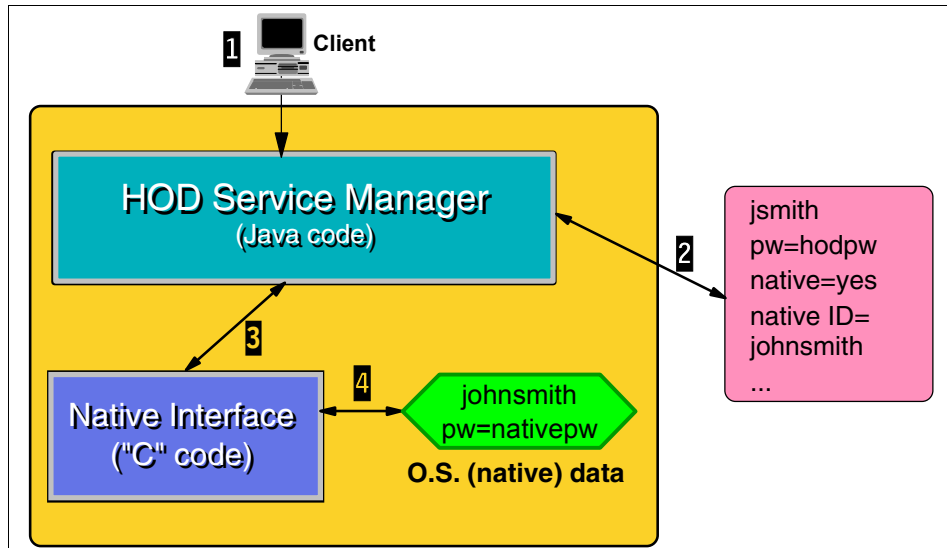 1
Client
HOD Service Manager
(Java code)
2
jsmith
pw=hodpw
native=yes
native ID=
johnsmith
...
3
4
Native Interface
("C" code)
johnsmith
pw=nativepw
O.S. (native) data